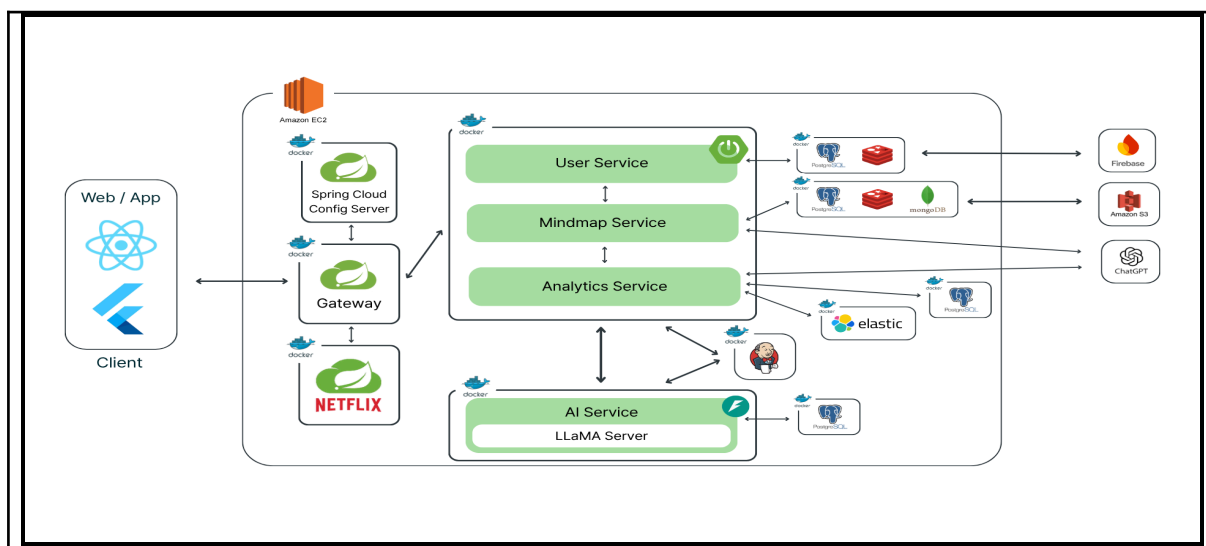 Amazon EC2
docker
docker
Web / App
Client
Spring Cloud
Config Server
docker
Gateway
docker
NETFLIX
User Service
Mindmap Service
Analytics Service
docker
PostgreSQL
docker
PostgreSQL
mongoDB
Firebase
Amazon S3
ChatGPT
docker
PostgreSQL
docker
elastic
docker
docker
AI Service
LLaMA Server
docker
PostgreSQL